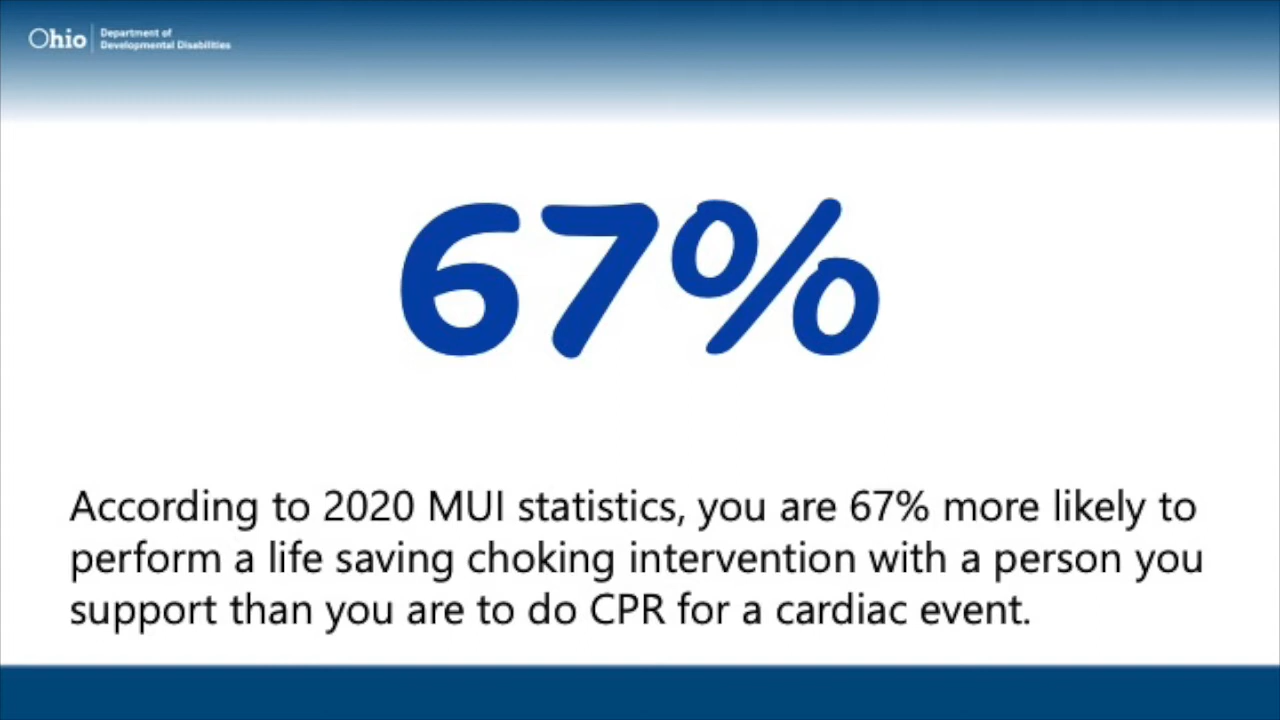 Ohio
Department of
Developmental Disabilities
67%
According to 2020 MUI statistics, you are 67% more likely to
perform a life saving choking intervention with a person you
support than you are to do CPR for a cardiac event.